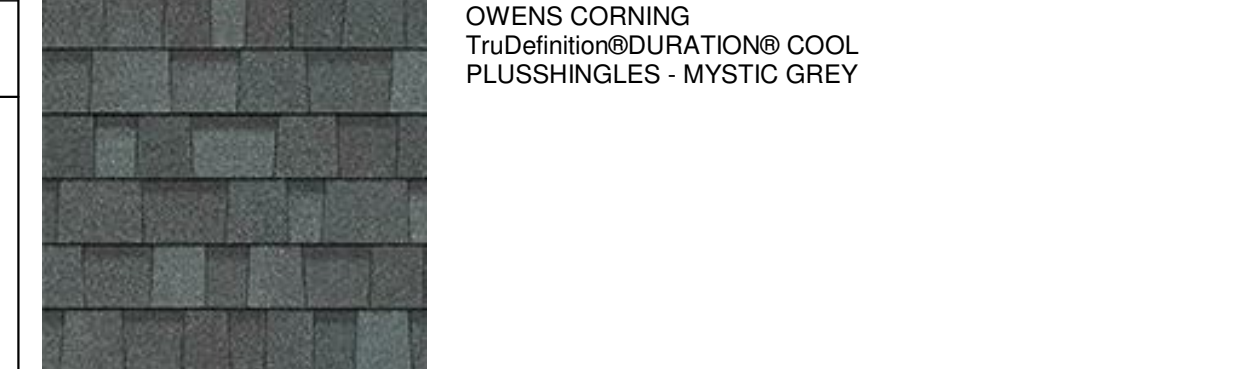 OWENS CORNING
TruDefinition®DURATION® COOL
PLUSSHINGLES - MYSTIC GREY